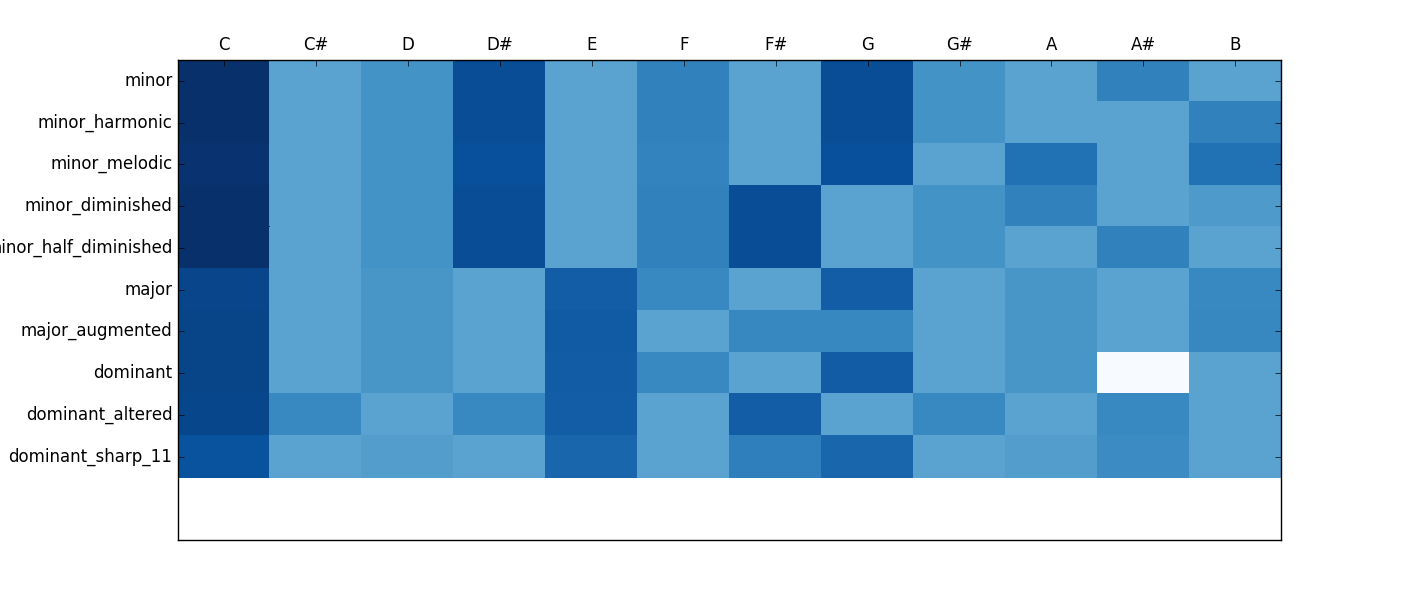 C C# D D# E F F# G G# A A# B
minor
minor_harmonic
minor_melodic
minor_diminished
inor_half_diminished
major
major_augmented
dominant
dominant_altered
dominant_sharp_11